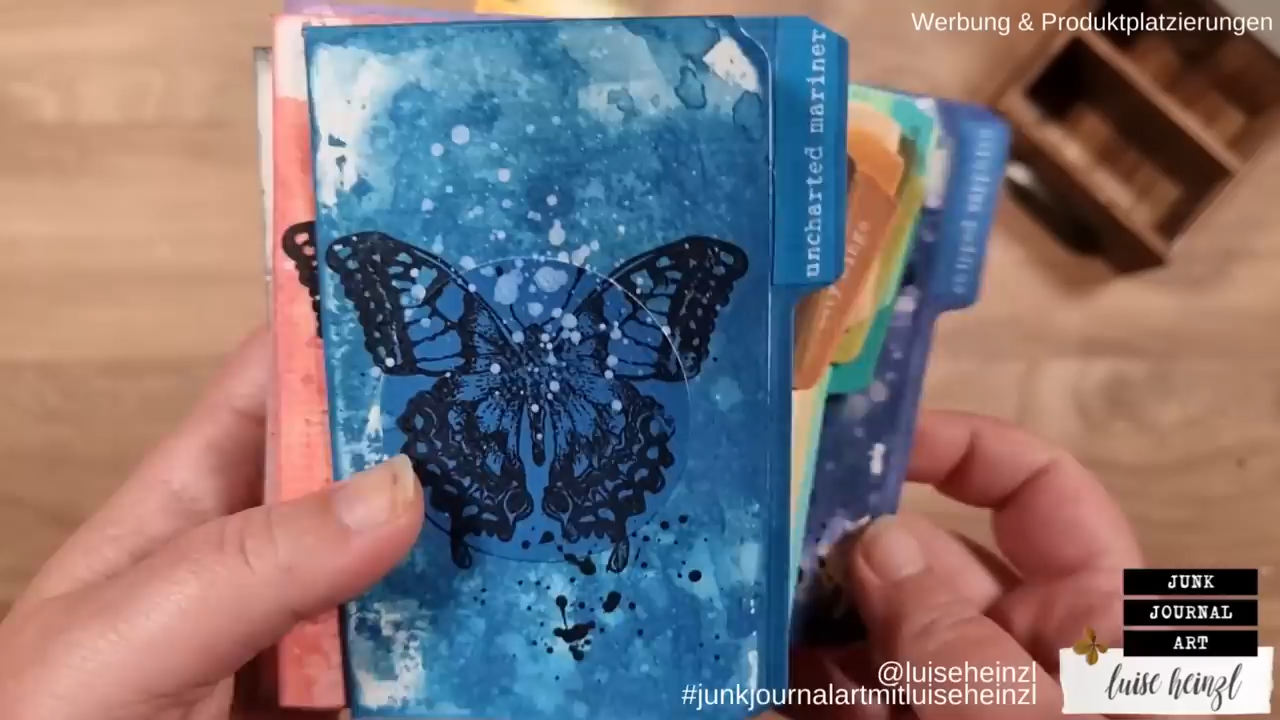 Werbung & Produktplatzierungen
uncharted mariner
@luiseheinzl
#junkjournalartmitluiseheinzl
JUNK
JOURNAL
ART
luise heinzl